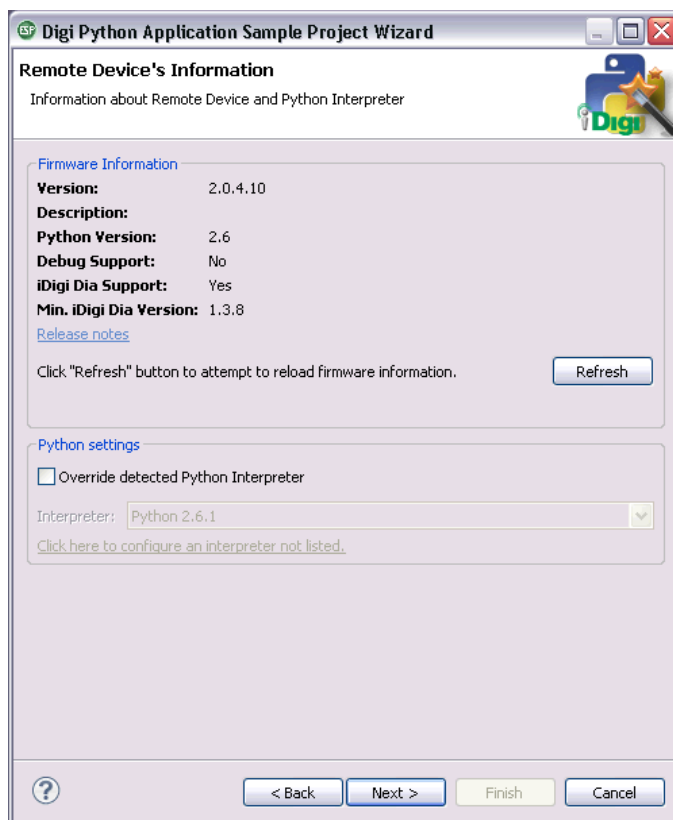 ESP Digi Python Application Sample Project Wizard
Remote Device's Information
Information about Remote Device and Python Interpreter
iDigi
Firmware Information
Version: 2.0.4.10
Description:
Python Version: 2.6
Debug Support: No
iDigi Dia Support: Yes
Min. iDigi Dia Version: 1.3.8
Release notes
Click "Refresh" button to attempt to reload firmware information. Refresh
Python settings
Override detected Python Interpreter
Interpreter: Python 2.6.1
Click here to configure an interpreter not listed.
? < Back Next > Finish Cancel